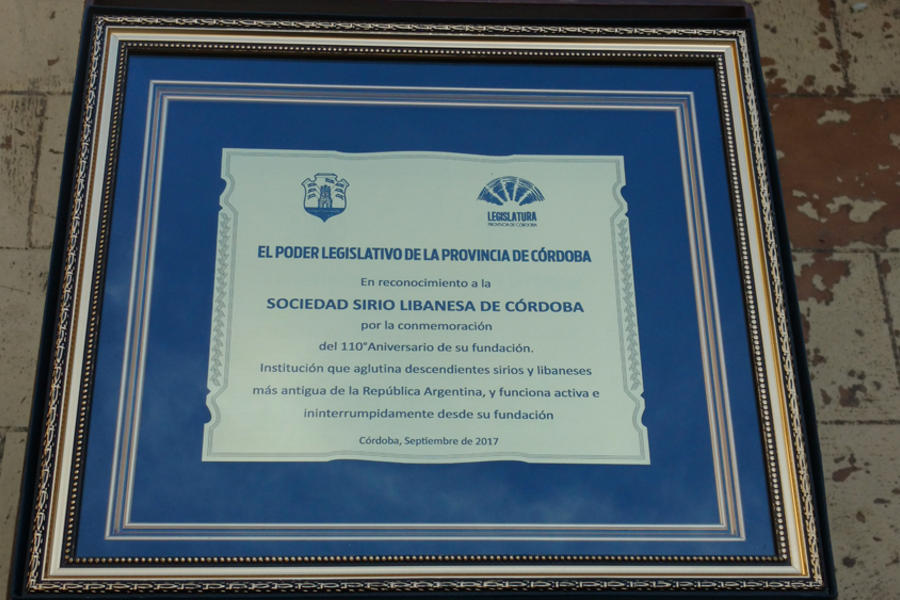 LEGISLATURA
PROVINCIA DE CÓRDOBA
EL PODER LEGISLATIVO DE LA PROVINCIA DE CÓRDOBA
En reconocimiento a la
SOCIEDAD SIRIO LIBANESA DE CÓRDOBA
por la conmemoración
del 110°Aniversario de su fundación.
Institución que aglutina descendientes sirios y libaneses
más antigua de la República Argentina, y funciona activa e
ininterrumpidamente desde su fundación
Córdoba, Septiembre de 2017